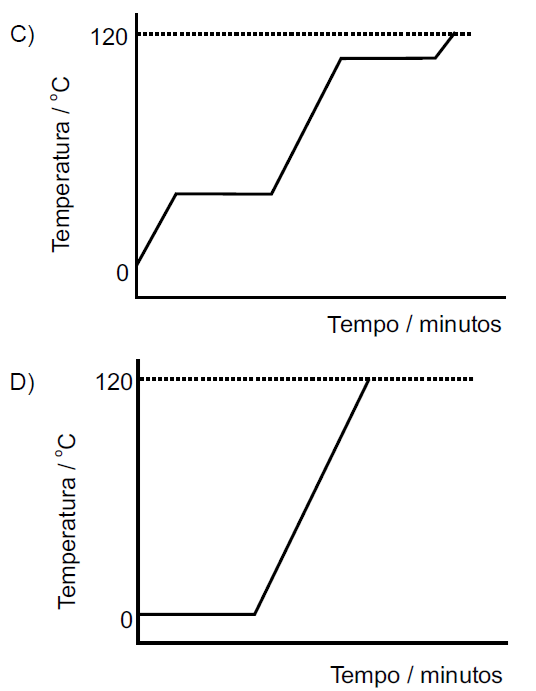 C)
120
Temperatura / °C
0
Tempo / minutos
D)
120
Temperatura / °C
0
Tempo / minutos